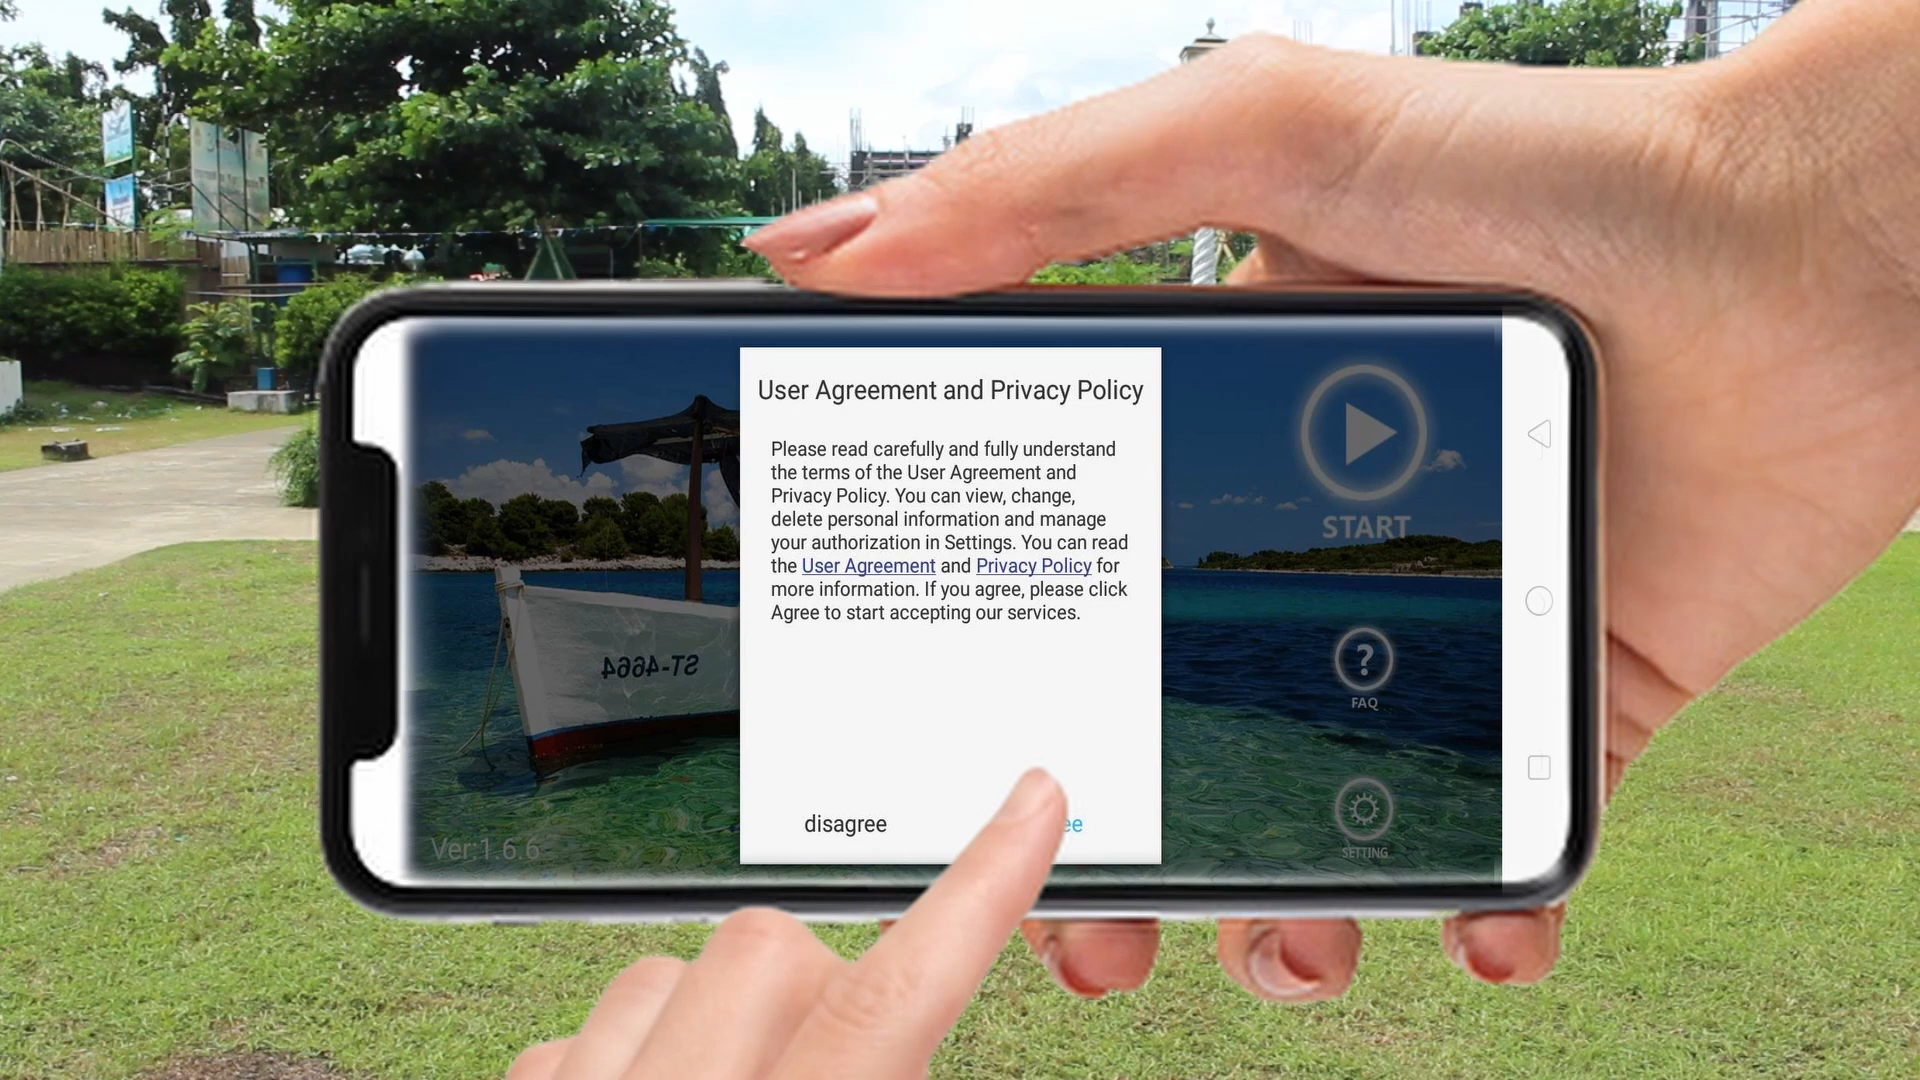 User Agreement and Privacy Policy
Please read carefully and fully understand
the terms of the User Agreement and
Privacy Policy. You can view, change,
delete personal information and manage
your authorization in Settings. You can read
the User Agreement and Privacy Policy for
more information. If you agree, please click
Agree to start accepting our services.
disagree
ee
START
FAQ
SETTING
ST-4664
Ver:1.6.6